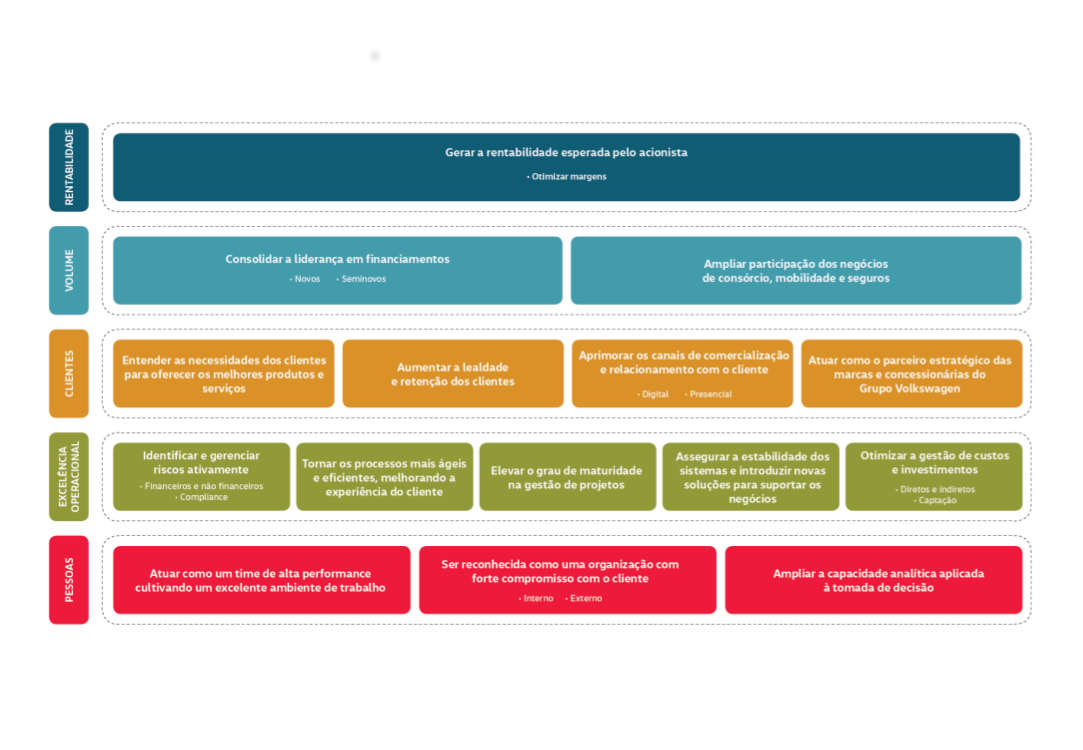 RENTABILIDADE
Gerar a rentabilidade esperada pelo acionista
• Otimizar margens
VOLUME
Consolidar a liderança em financiamentos
• Novos • Seminovos
Ampliar participação dos negócios
de consórcio, mobilidade e seguros
CLIENTES
Entender as necessidades dos clientes
para oferecer os melhores produtos e
serviços
Aumentar a lealdade
e retenção dos clientes
Aprimorar os canais de comercialização
e relacionamento com o cliente
• Digital • Presencial
Atuar como o parceiro estratégico das
marcas e concessionárias do
Grupo Volkswagen
EXCELÊNCIA
OPERACIONAL
Identificar e gerenciar
riscos ativamente
• Financeiros e não financeiros
• Compliance
Tornar os processos mais ágeis
e eficientes, melhorando a
experiência do cliente
Elevar o grau de maturidade
na gestão de projetos
Assegurar a estabilidade dos
sistemas e introduzir novas
soluções para suportar os
negócios
Otimizar a gestão de custos
e investimentos
• Diretos e indiretos
• Captação
PESSOAS
Atuar como um time de alta performance
cultivando um excelente ambiente de trabalho
Ser reconhecida como uma organização com
forte compromisso com o cliente
• Interno • Externo
Ampliar a capacidade analítica aplicada
à tomada de decisão